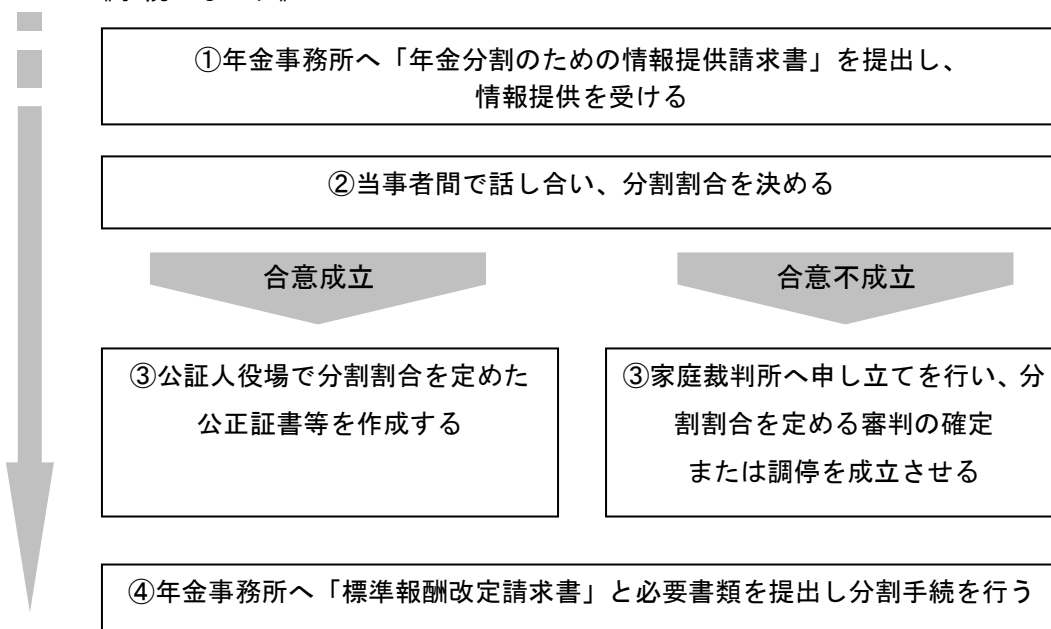 ①年金事務所へ「年金分割のための情報提供請求書」を提出し、
情報提供を受ける
②当事者間で話し合い、分割割合を決める
合意成立
合意不成立
③公証人役場で分割割合を定めた
公正証書等を作成する
③家庭裁判所へ申し立てを行い、分
割割合を定める審判の確定
または調停を成立させる
④年金事務所へ「標準報酬改定請求書」と必要書類を提出し分割手続を行う